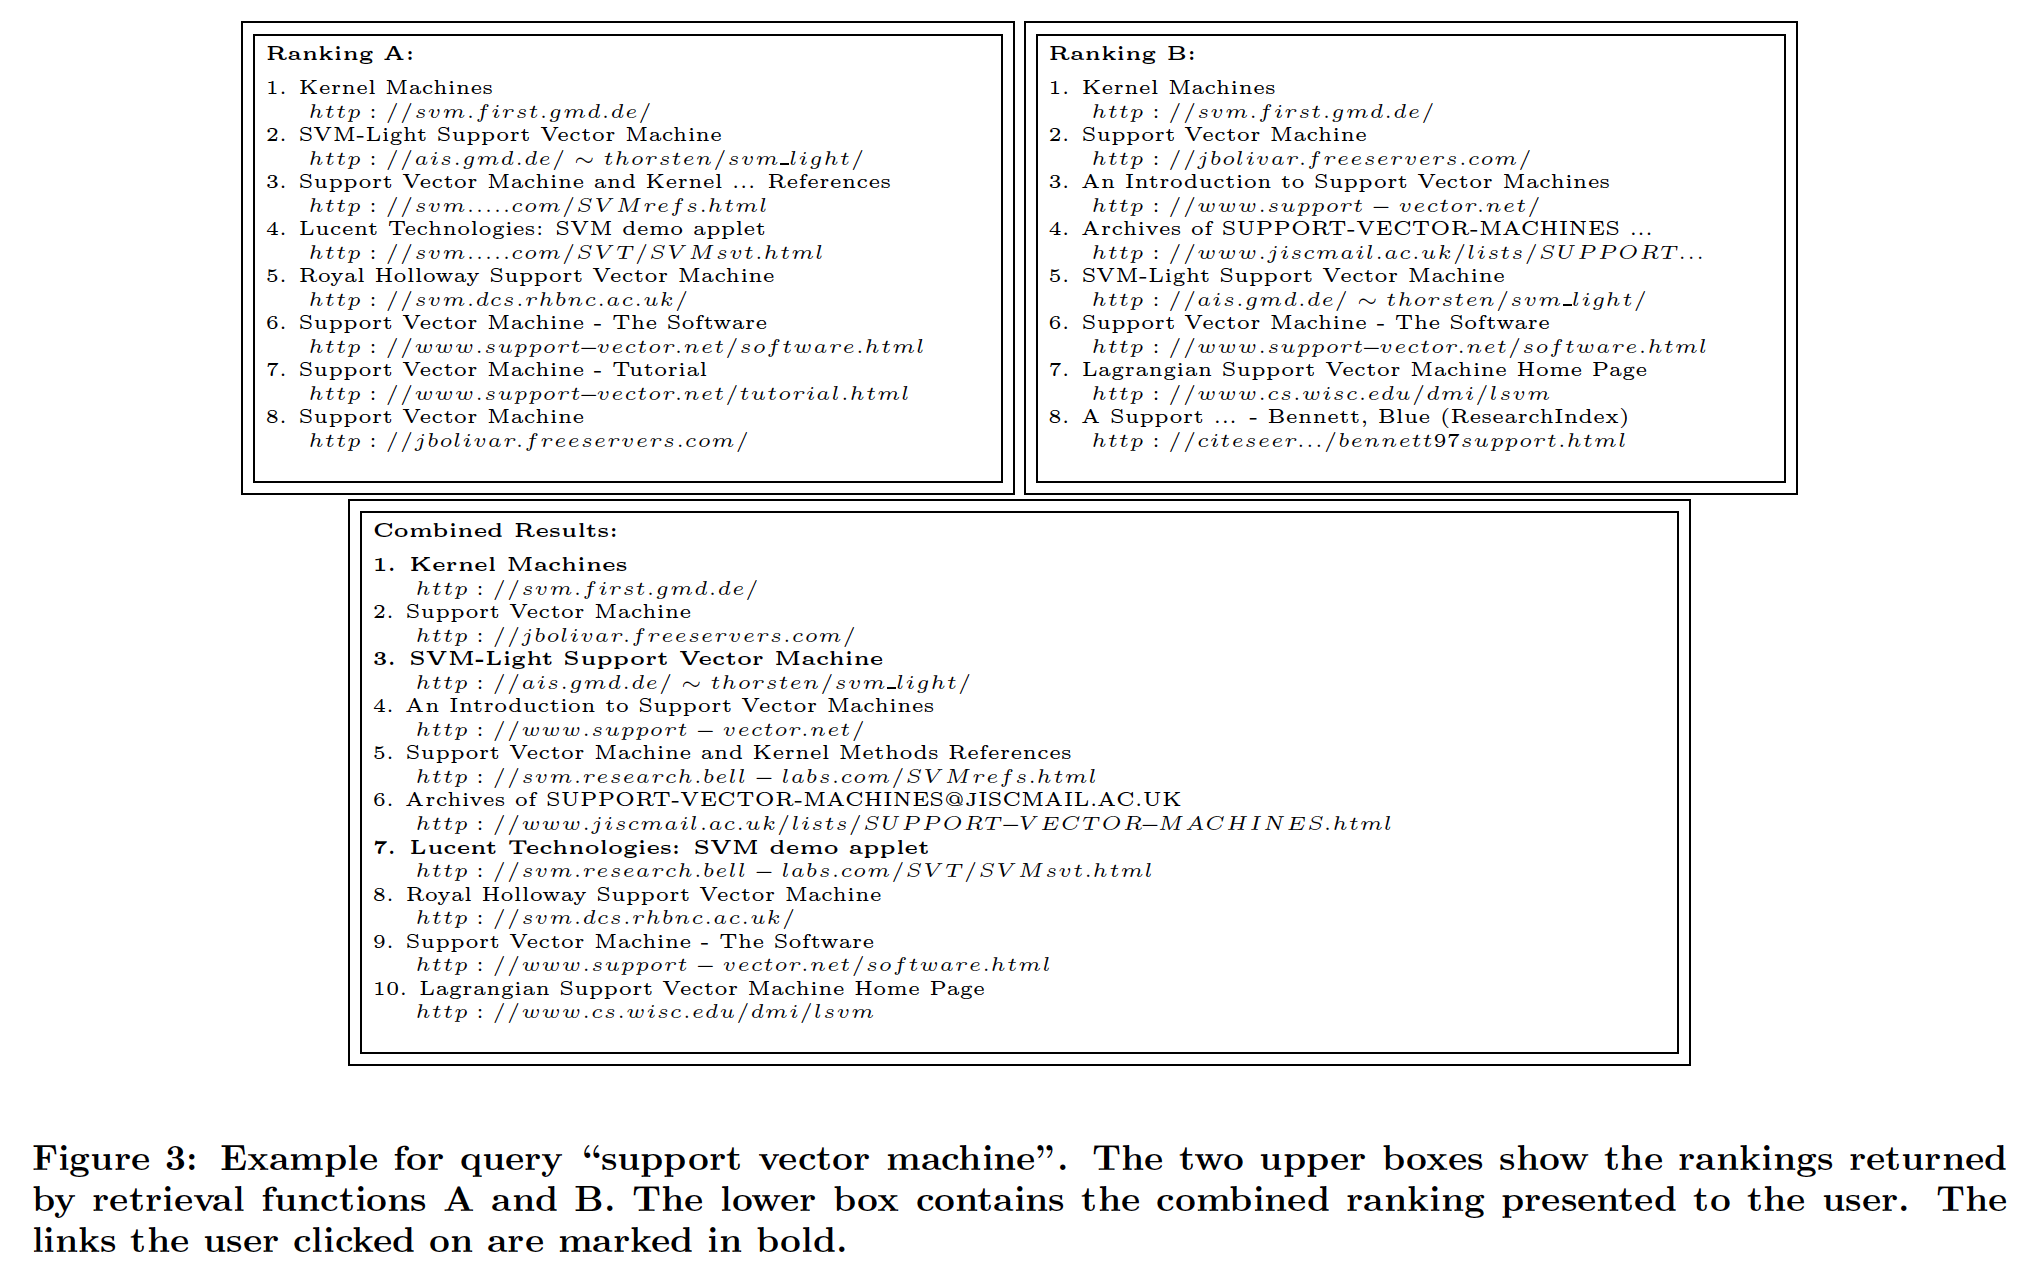 Ranking A:
1. Kernel Machines
http : //svm.first.gmd.de/
2. SVM-Light Support Vector Machine
http : //ais.gmd.de/ ∼ thorsten/svm_light/
3. Support Vector Machine and Kernel ... References
http : //svm.....com/SVMrefs.html
4. Lucent Technologies: SVM demo applet
http : //svm.....com/SVT/SVMsvt.html
5. Royal Holloway Support Vector Machine
http : //svm.dcs.rhbnc.ac.uk/
6. Support Vector Machine - The Software
http : //www.support−vector.net/software.html
7. Support Vector Machine - Tutorial
http : //www.support−vector.net/tutorial.html
8. Support Vector Machine
http : //jbolivar.freeservers.com/
Ranking B:
1. Kernel Machines
http : //svm.first.gmd.de/
2. Support Vector Machine
http : //jbolivar.freeservers.com/
3. An Introduction to Support Vector Machines
http : //www.support − vector.net/
4. Archives of SUPPORT-VECTOR-MACHINES ...
http : //www.jiscmail.ac.uk/lists/SUPPORT...
5. SVM-Light Support Vector Machine
http : //ais.gmd.de/ ∼ thorsten/svm_light/
6. Support Vector Machine - The Software
http : //www.support−vector.net/software.html
7. Lagrangian Support Vector Machine Home Page
http : //www.cs.wisc.edu/dmi/lsvm
8. A Support ... - Bennett, Blue (ResearchIndex)
http : //citeseer.../bennett97support.html
Combined Results:
1. Kernel Machines
http : //svm.first.gmd.de/
2. Support Vector Machine
http : //jbolivar.freeservers.com/
3. SVM-Light Support Vector Machine
http : //ais.gmd.de/ ∼ thorsten/svm_light/
4. An Introduction to Support Vector Machines
http : //www.support − vector.net/
5. Support Vector Machine and Kernel Methods References
http : //svm.research.bell − labs.com/SVMrefs.html
6. Archives of SUPPORT-VECTOR-MACHINES@JISCMAIL.AC.UK
http : //www.jiscmail.ac.uk/lists/SUPPORT−VECTOR−MACHINES.html
7. Lucent Technologies: SVM demo applet
http : //svm.research.bell − labs.com/SVT/SVMsvt.html
8. Royal Holloway Support Vector Machine
http : //svm.dcs.rhbnc.ac.uk/
9. Support Vector Machine - The Software
http : //www.support − vector.net/software.html
10. Lagrangian Support Vector Machine Home Page
http : //www.cs.wisc.edu/dmi/lsvm
Figure 3: Example for query “support vector machine”. The two upper boxes show the rankings returned
by retrieval functions A and B. The lower box contains the combined ranking presented to the user. The
links the user clicked on are marked in bold.